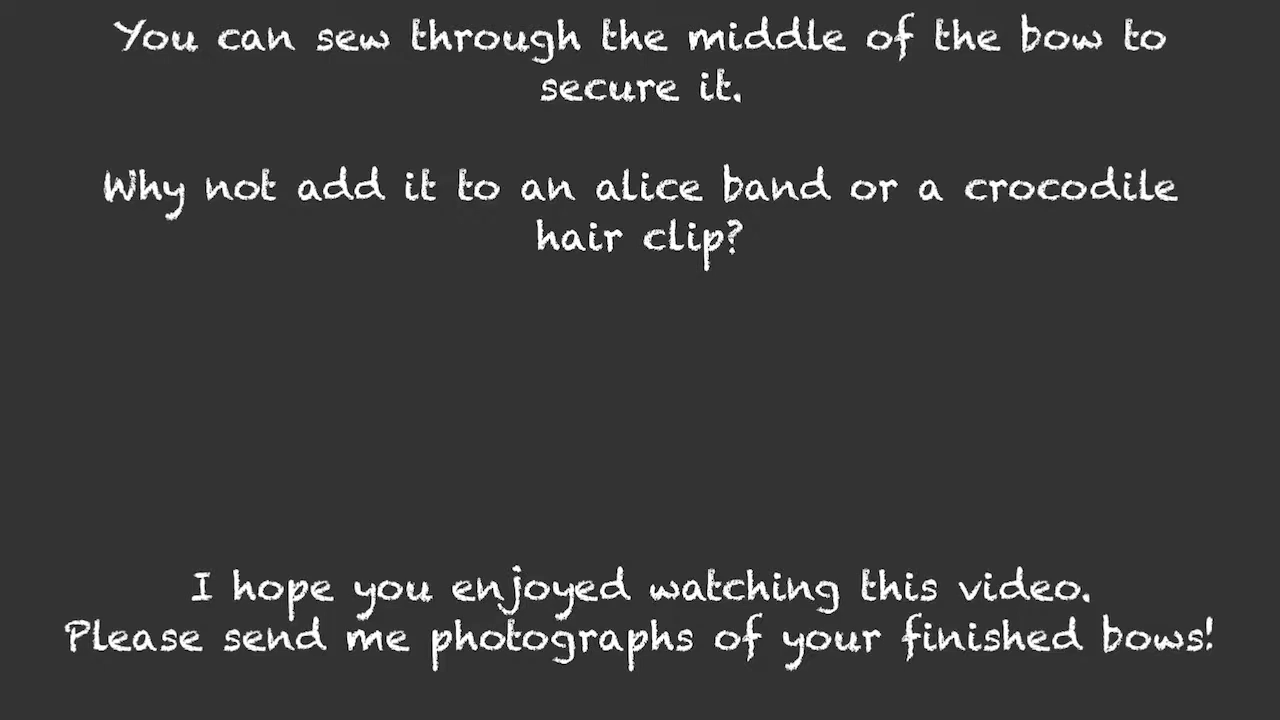 You can sew through the middle of the bow to
secure it.
Why not add it to an alice band or a crocodile
hair clip?
I hope you enjoyed watching this video.
Please send me photographs of your finished bows!